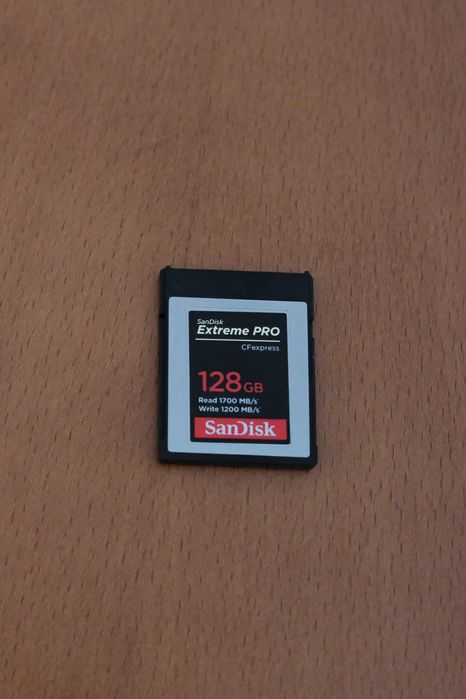 SanDisk
Extreme PRO
CFexpress
128GB
Read 1700 MB/s*
Write 1200 MB/s*
SanDisk